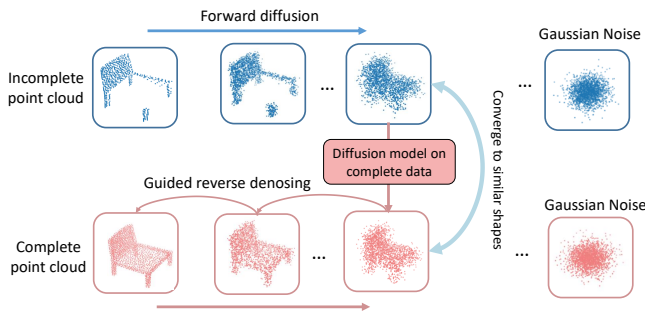 Forward diffusion
Gaussian Noise
Incomplete
point cloud
...
...
Converge to similar shapes
Diffusion model on
complete data
Guided reverse denosing
Gaussian Noise
Complete
point cloud
...
...